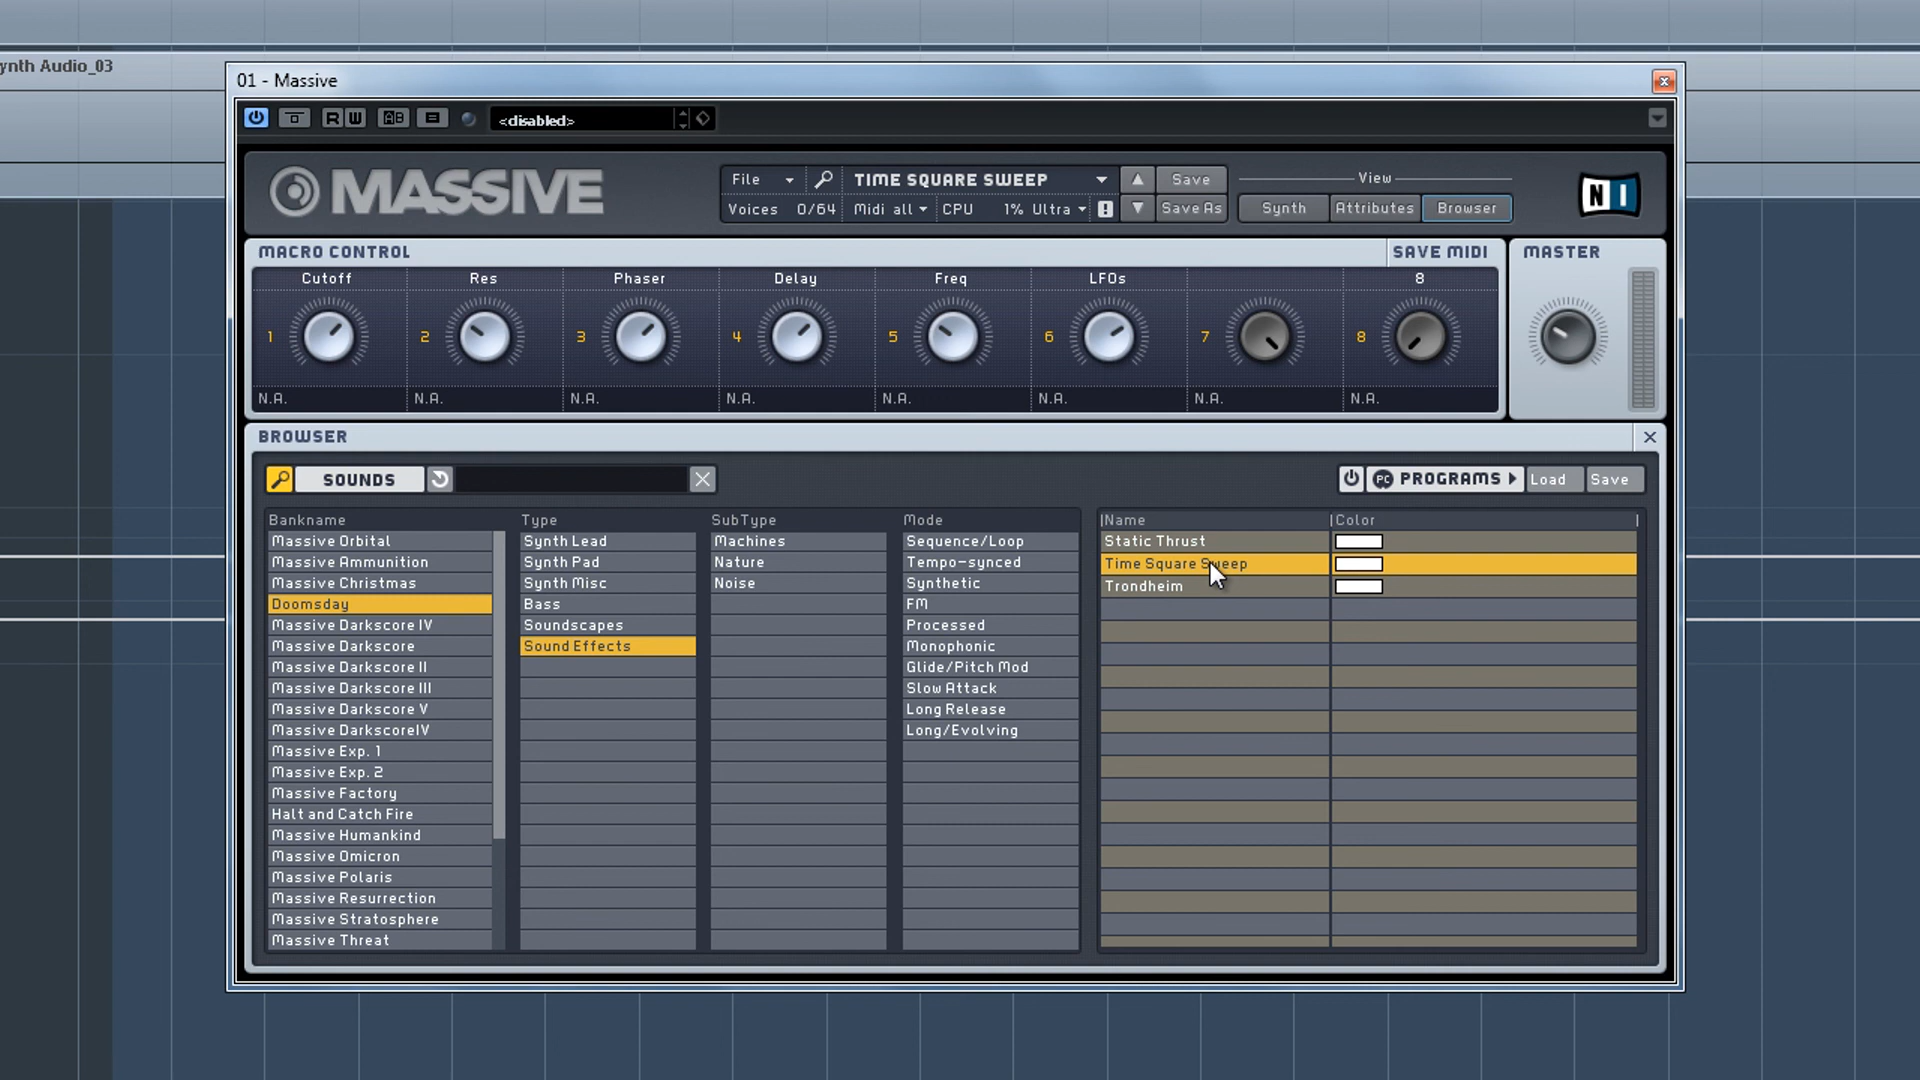 ynth Audio_03
01 - Massive
R W <disabled>
MASSIVE
File TIME SQUARE SWEEP Save
Voices 0/64 Midi all CPU 1% Ultra ! Save As
View
Synth Attributes Browser
N I
MACRO CONTROL SAVE MIDI MASTER
Cutoff Res Phaser Delay Freq LFOs 8
1 2 3 4 5 6 7 8
N.A. N.A. N.A. N.A. N.A. N.A. N.A. N.A.
BROWSER
SOUNDS PC PROGRAMS Load Save
Bankname Type SubType Mode Name Color
Massive Orbital Synth Lead Machines Sequence/Loop Static Thrust
Massive Ammunition Synth Pad Nature Tempo-synced Time Square Sweep
Massive Christmas Synth Misc Noise Synthetic Trondheim
Doomsday Bass FM
Massive Darkscore IV Soundscapes Processed
Massive Darkscore Sound Effects Monophonic
Massive Darkscore II Glide/Pitch Mod
Massive Darkscore III Slow Attack
Massive Darkscore V Long Release
Massive DarkscoreIV Long/Evolving
Massive Exp. 1
Massive Exp. 2
Massive Factory
Halt and Catch Fire
Massive Humankind
Massive Omicron
Massive Polaris
Massive Resurrection
Massive Stratosphere
Massive Threat